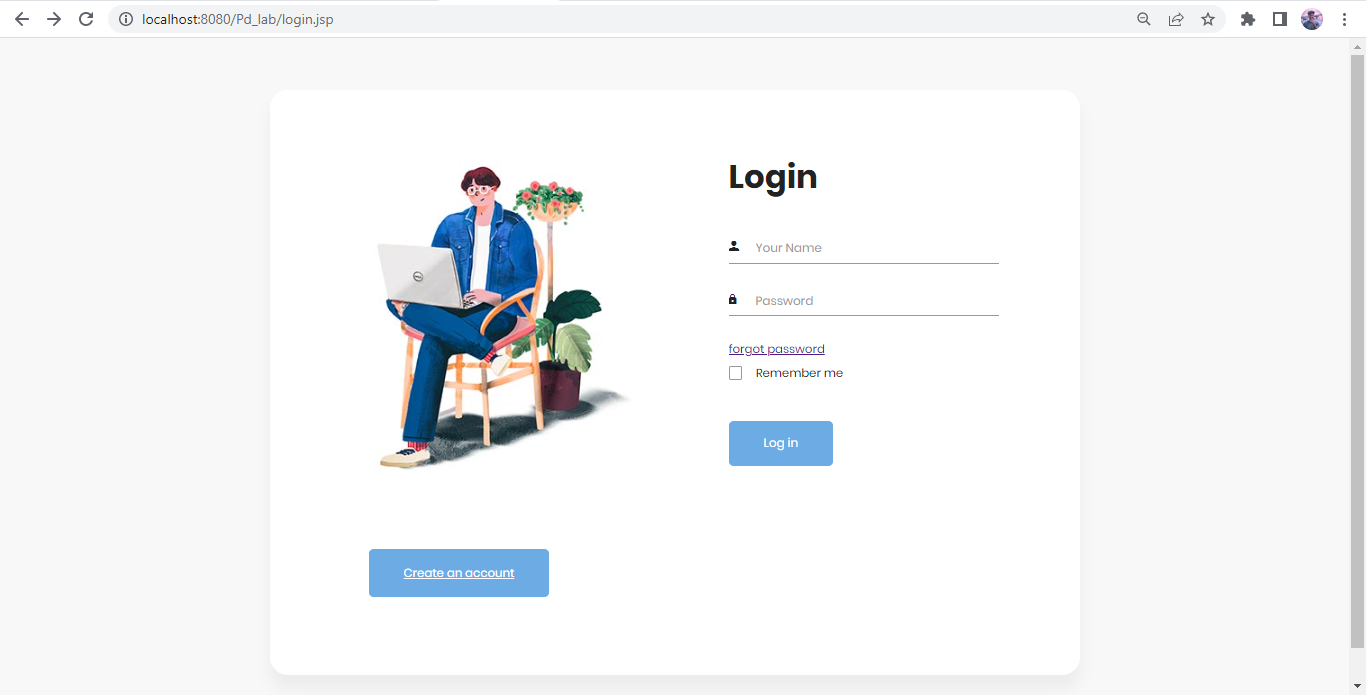 localhost:8080/Pd_lab/login.jsp
Login
Your Name
Password
forgot password
Remember me
Log in
Create an account